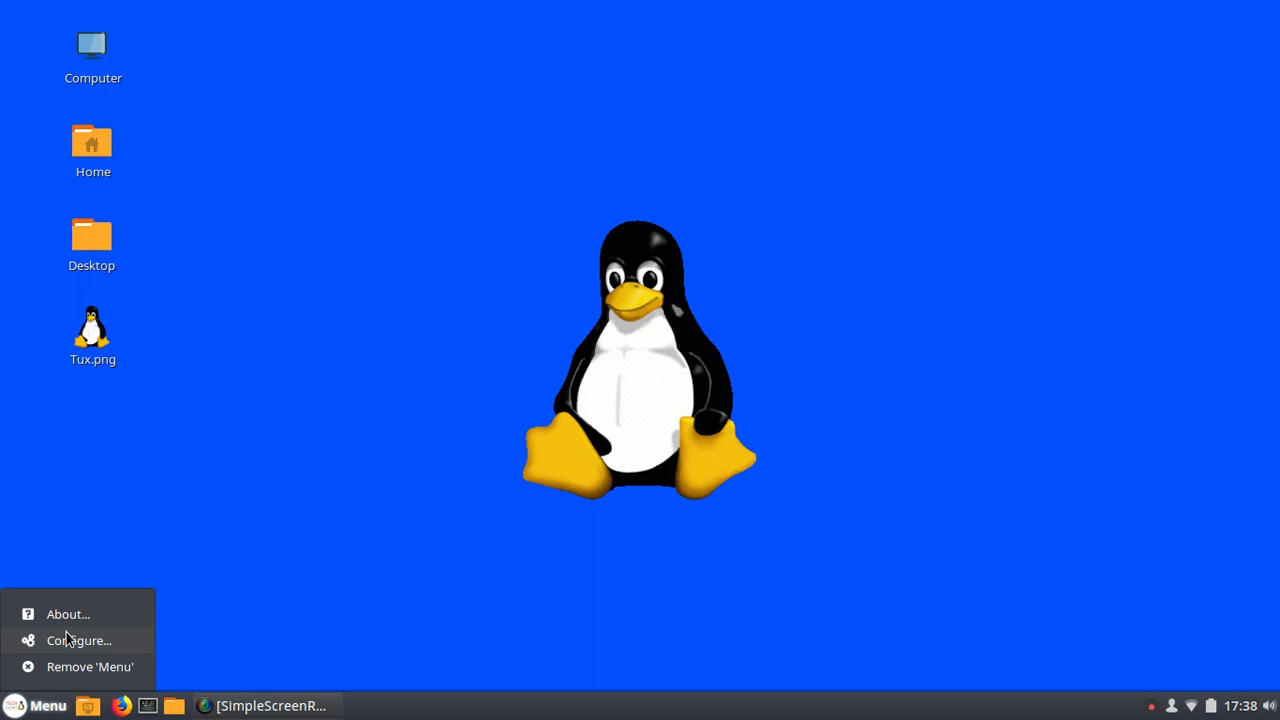 Computer
Home
Desktop
Tux.png
About...
Configure...
Remove 'Menu'
Menu
[SImpleScreenR...
17:38